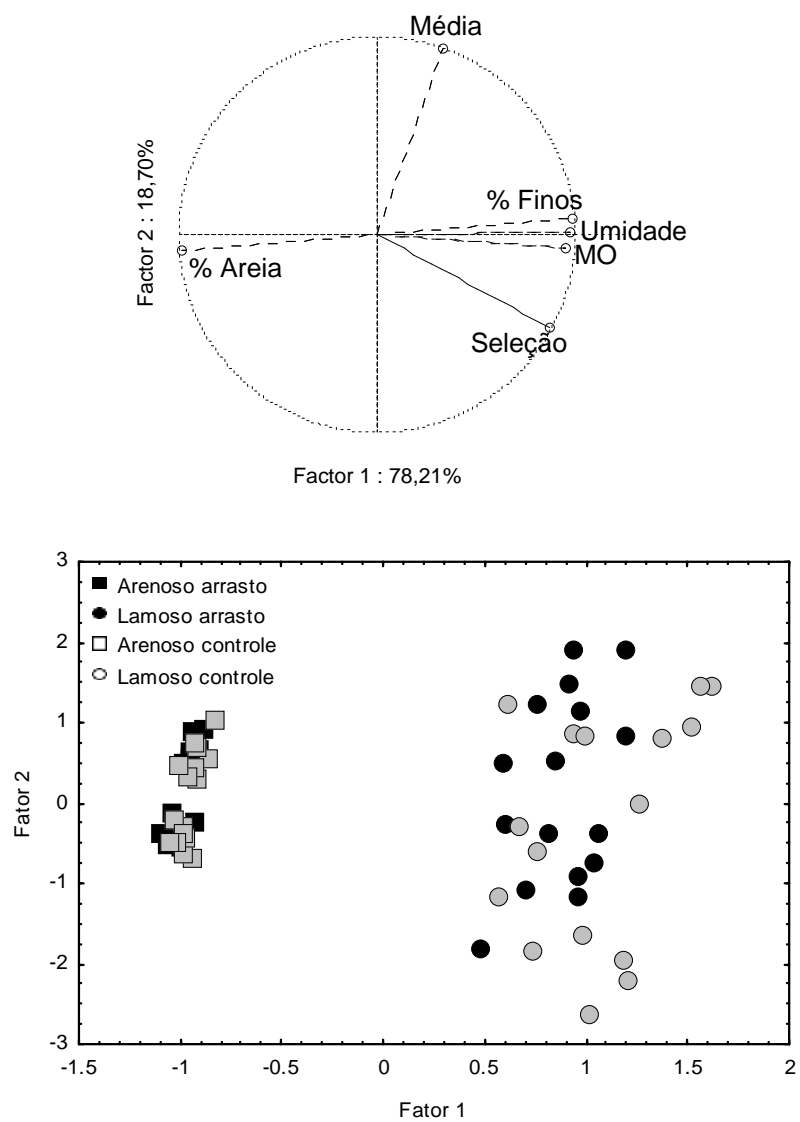 Média
% Finos
Umidade
MO
% Areia
Seleção
Factor 2 : 18,70%
Factor 1 : 78,21%
3
2
1
0
-1
-2
-3
Fator 2
Arenoso arrasto
Lamoso arrasto
Arenoso controle
Lamoso controle
-1.5 -1 -0.5 0 0.5 1 1.5 2
Fator 1